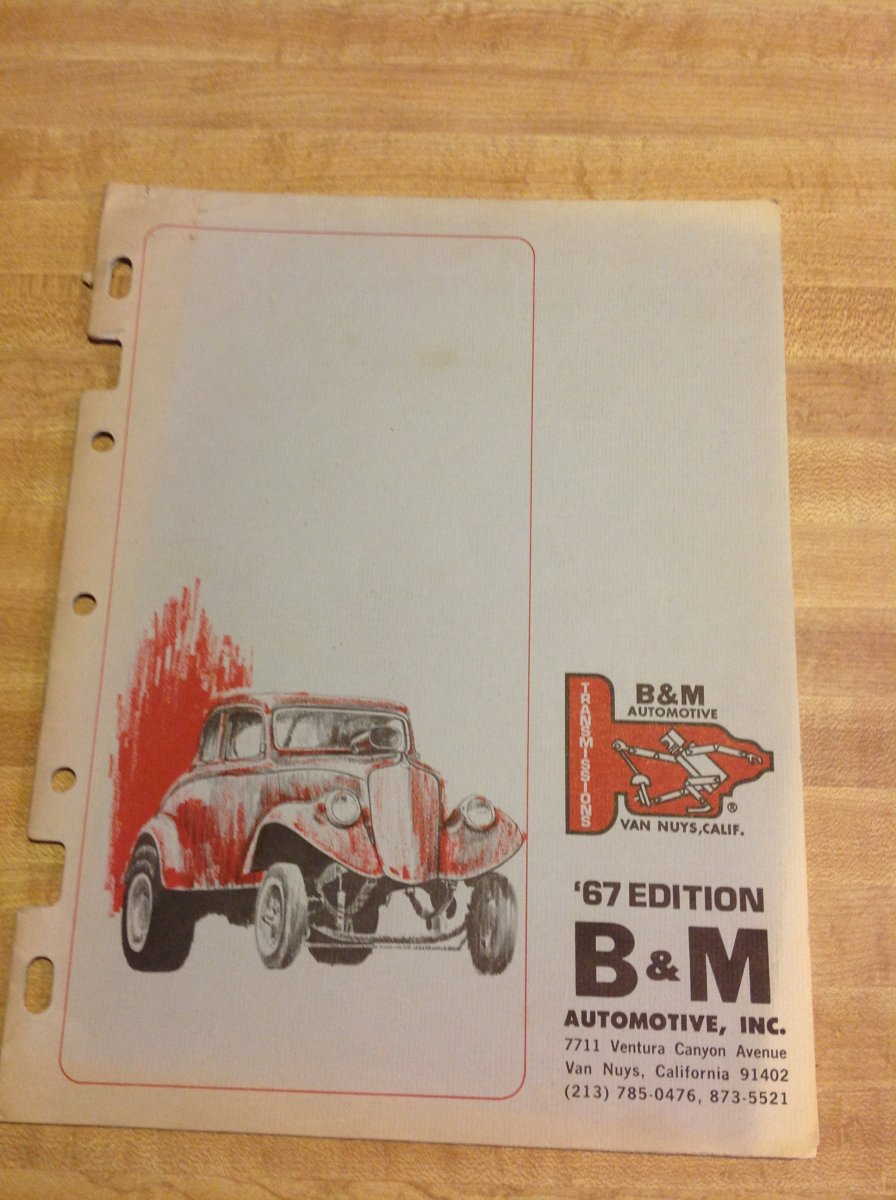 TRANSMISSIONS
B&M
AUTOMOTIVE
®
VAN NUYS, CALIF.
'67 EDITION
B&M
AUTOMOTIVE, INC.
7711 Ventura Canyon Avenue
Van Nuys, California 91402
(213) 785-0476, 873-5521